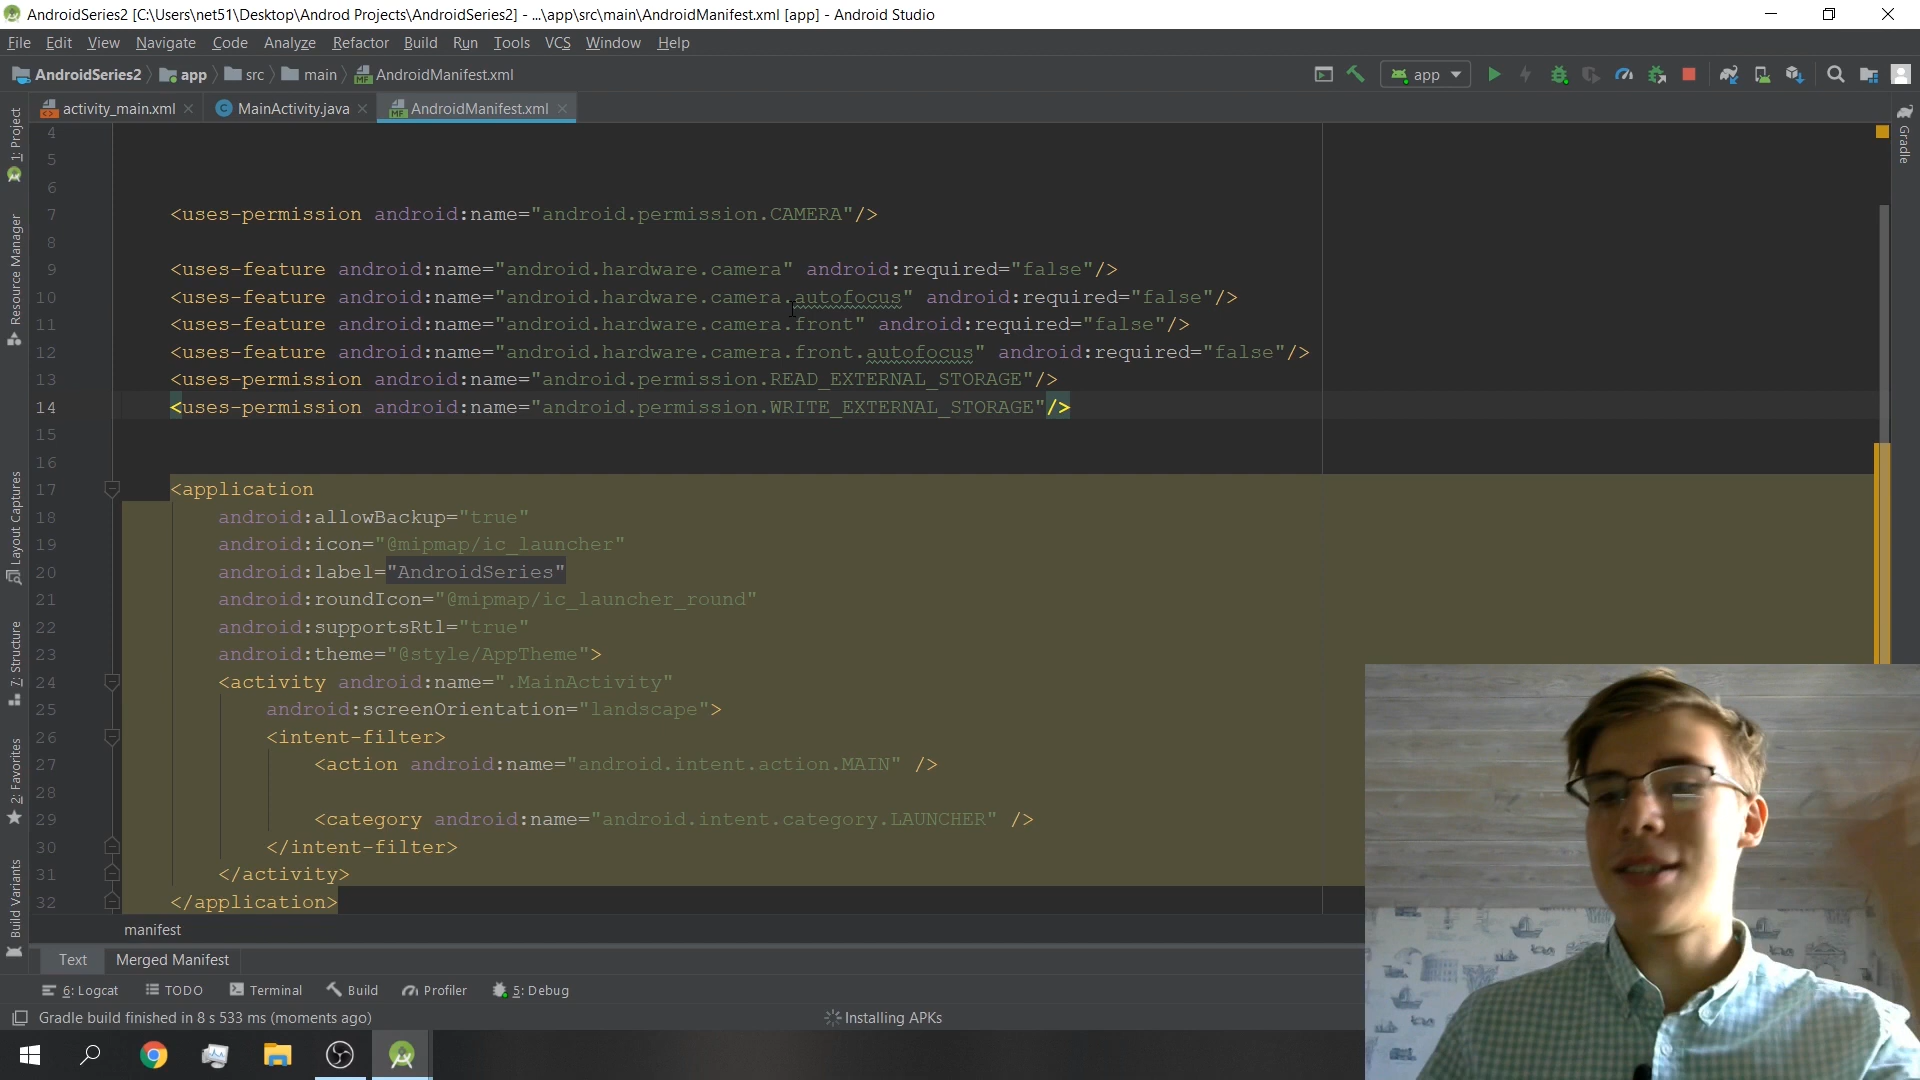 AndroidSeries2 [C:\Users\net51\Desktop\Androd Projects\AndroidSeries2] - ...\app\src\main\AndroidManifest.xml [app] - Android Studio
File Edit View Navigate Code Analyze Refactor Build Run Tools VCS Window Help
AndroidSeries2 app src main AndroidManifest.xml
app
activity_main.xml MainActivity.java AndroidManifest.xml
1: Project
Resource Manager
Layout Captures
7: Structure
2: Favorites
Build Variants
Gradle
4
5
6
7 <uses-permission android:name="android.permission.CAMERA"/>
8
9 <uses-feature android:name="android.hardware.camera" android:required="false"/>
10 <uses-feature android:name="android.hardware.camera.autofocus" android:required="false"/>
11 <uses-feature android:name="android.hardware.camera.front" android:required="false"/>
12 <uses-feature android:name="android.hardware.camera.front.autofocus" android:required="false"/>
13 <uses-permission android:name="android.permission.READ_EXTERNAL_STORAGE"/>
14 <uses-permission android:name="android.permission.WRITE_EXTERNAL_STORAGE"/>
15
16
17 <application
18 android:allowBackup="true"
19 android:icon="@mipmap/ic_launcher"
20 android:label="AndroidSeries"
21 android:roundIcon="@mipmap/ic_launcher_round"
22 android:supportsRtl="true"
23 android:theme="@style/AppTheme">
24 <activity android:name=".MainActivity"
25 android:screenOrientation="landscape">
26 <intent-filter>
27 <action android:name="android.intent.action.MAIN" />
28
29 <category android:name="android.intent.category.LAUNCHER" />
30 </intent-filter>
31 </activity>
32 </application>
manifest
Text Merged Manifest
6: Logcat TODO Terminal Build Profiler 5: Debug
Gradle build finished in 8 s 533 ms (moments ago) Installing APKs